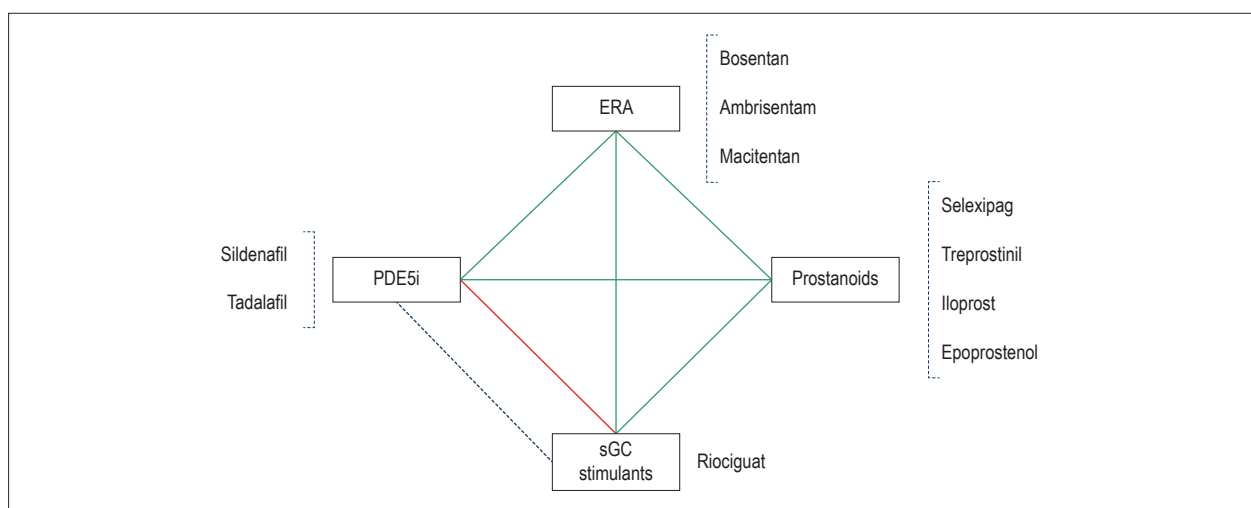 ERA
Bosentan
Ambrisentam
Macitentan
Sildenafil
Tadalafil
PDE5i
Prostanoids
Selexipag
Treprostinil
Iloprost
Epoprostenol
sGC
stimulants
Riociguat